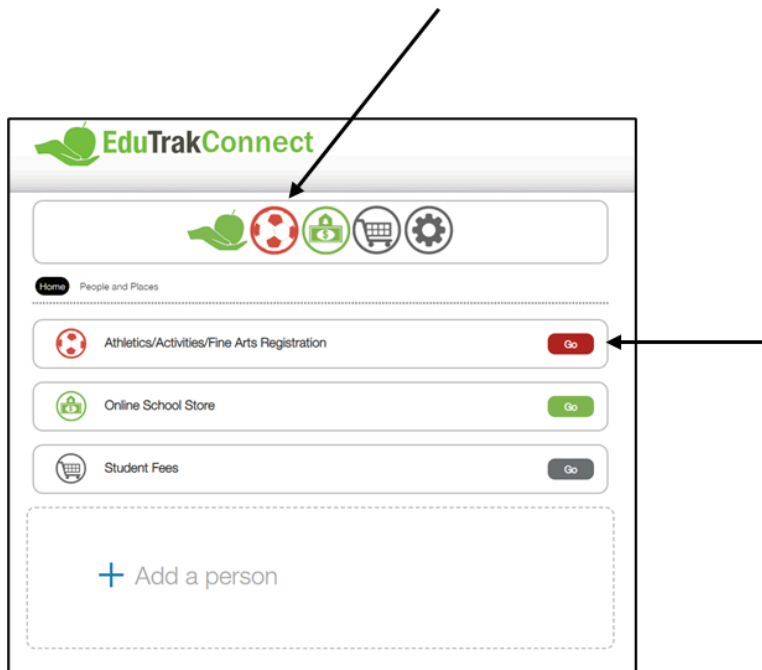 EduTrakConnect
Home People and Places
Athletics/Activities/Fine Arts Registration Go
$ Online School Store Go
Student Fees Go
+ Add a person